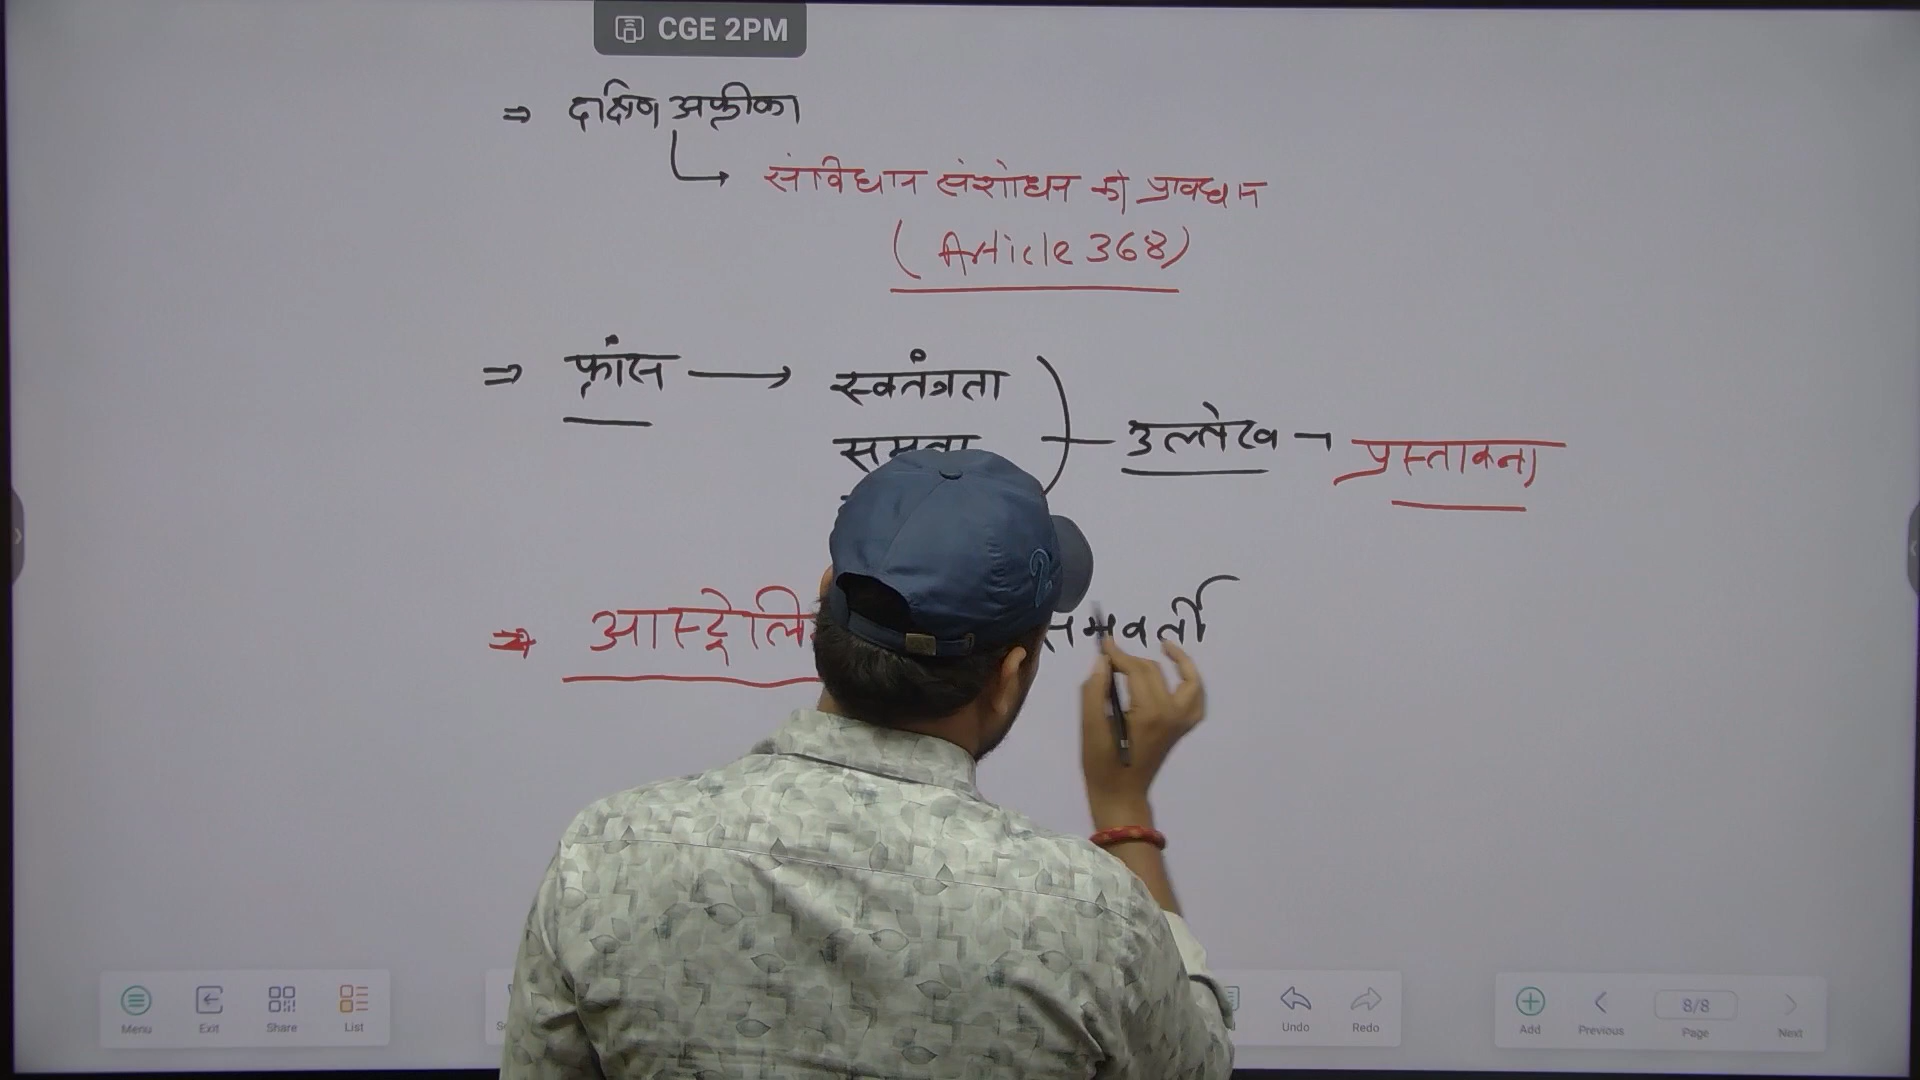 CGE 2PM
⇒ दक्षिण अफ्रीका
संविधान संशोधन की प्रावधान
(Article 368)
⇒ फ्रांस → स्वतंत्रता
समता
उल्लेख → प्रस्तावना
⇒ आस्ट्रेलि समवर्ती
Menu Exit Share List Undo Redo Add Previous 8/8 Page Next